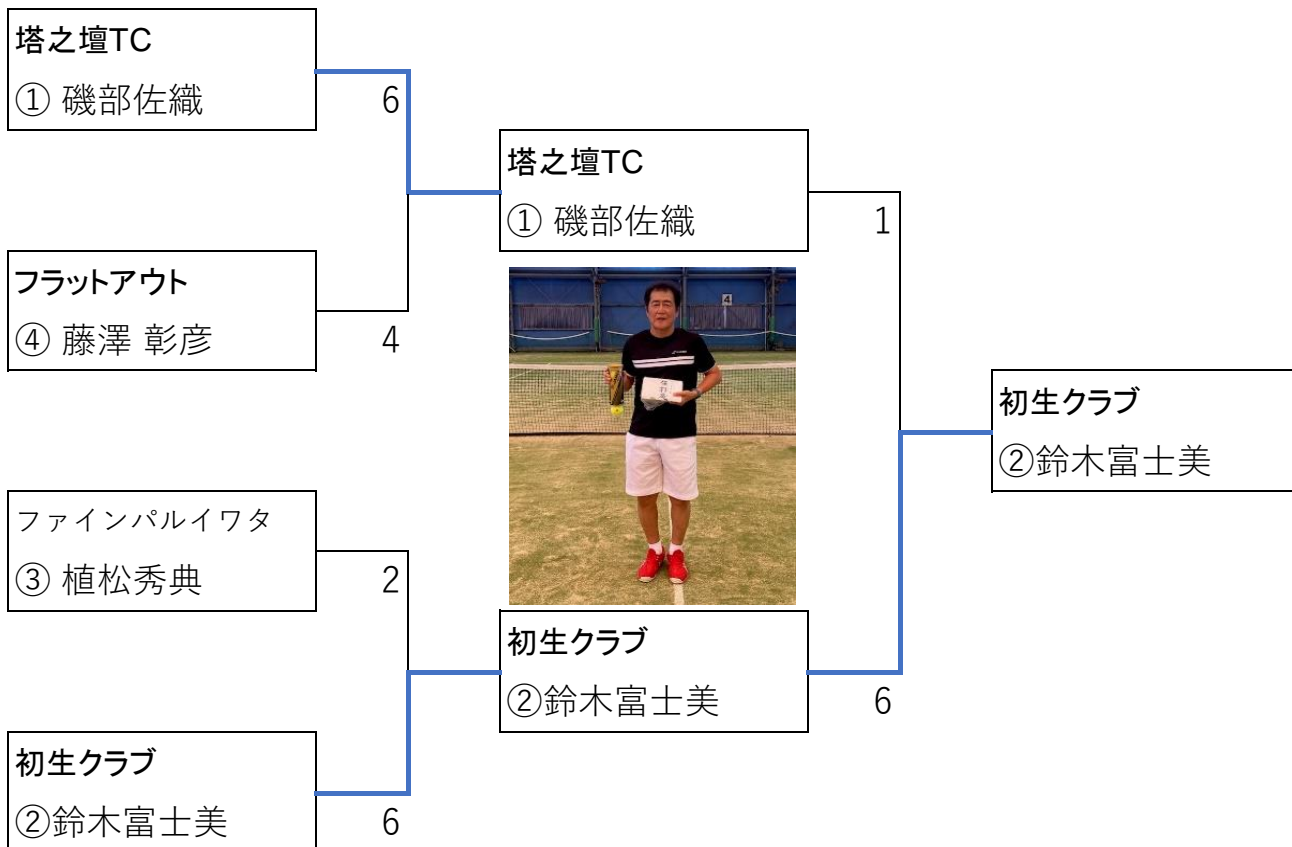 塔之壇TC
① 磯部佐織
6
フラットアウト
④ 藤澤 彰彦
4
ファインパルイワタ
③ 植松秀典
2
初生クラブ
②鈴木富士美
6
塔之壇TC
① 磯部佐織
1
4
初生クラブ
②鈴木富士美
6
初生クラブ
②鈴木富士美